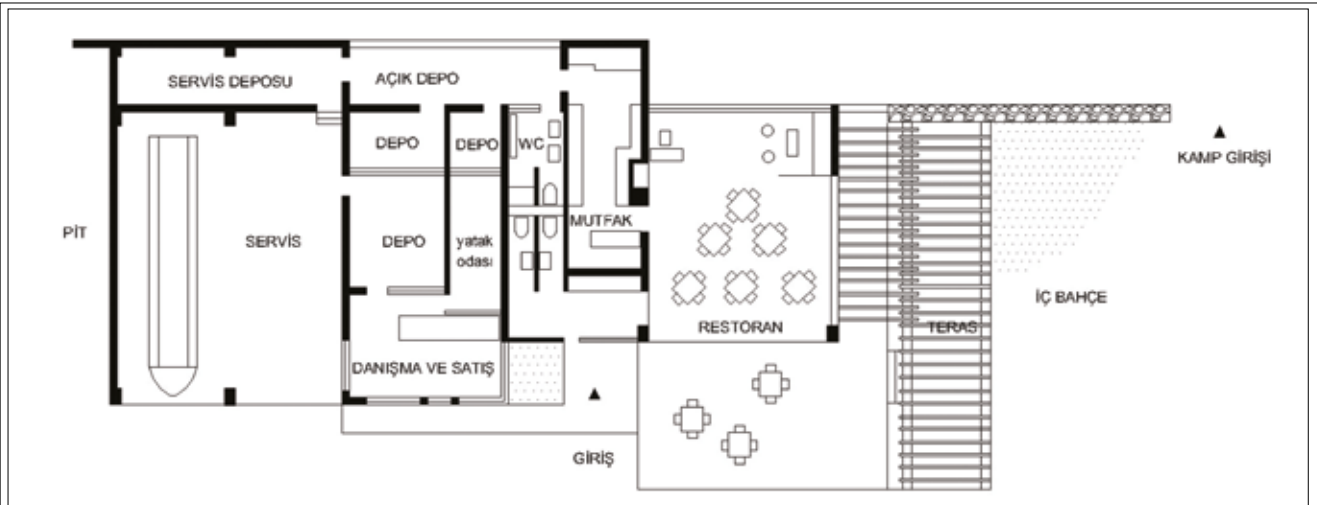 SERVİS DEPOSU
AÇIK DEPO
DEPO
DEPO
WC
KAMP GİRİŞİ
PİT
SERVİS
DEPO
yatak
odası
MUTFAK
İÇ BAHÇE
RESTORAN
TERAS
DANIŞMA VE SATIŞ
GİRİŞ